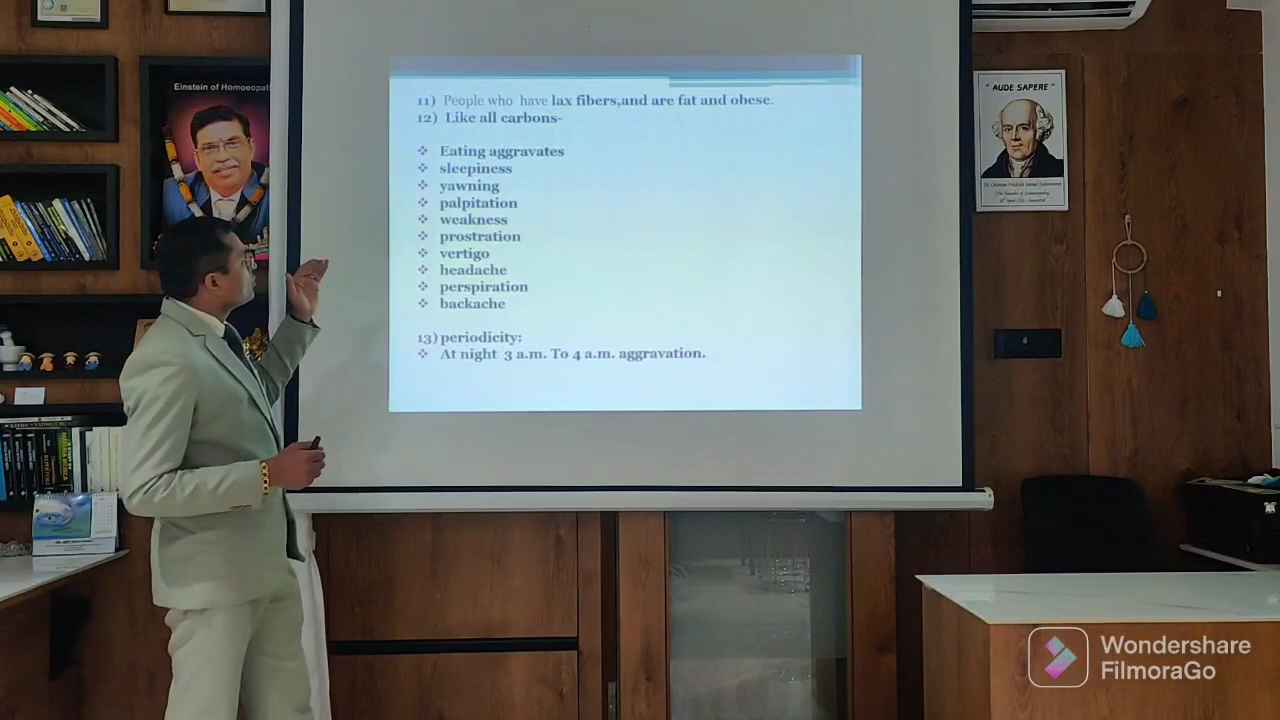 Einstein of Homoeopat
" AUDE SAPERE "
11) People who have lax fibers,and are fat and obese.
12) Like all carbons-
❖ Eating aggravates
❖ sleepiness
❖ yawning
❖ palpitation
❖ weakness
❖ prostration
❖ vertigo
❖ headache
❖ perspiration
❖ backache
13) periodicity:
❖ At night 3 a.m. To 4 a.m. aggravation.
Wondershare
FilmoraGo